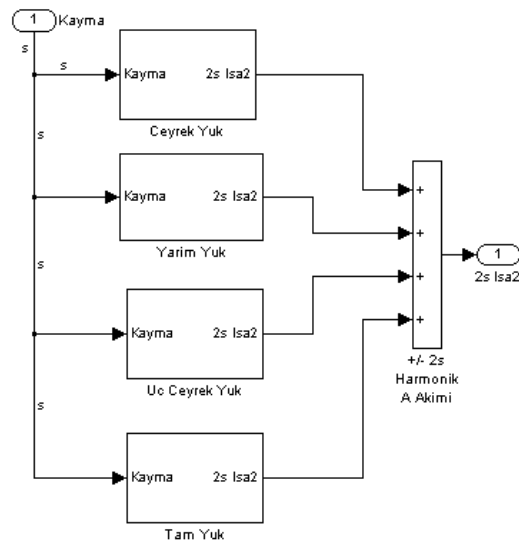 1 Kayma
s
s
Kayma 2s Isa2
Ceyrek Yuk
s
Kayma 2s Isa2
Yarim Yuk
+
+
+
+
1
2s Isa2
s
Kayma 2s Isa2
Uc Ceyrek Yuk
+/- 2s
Harmonik
A Akimi
s
Kayma 2s Isa2
Tam Yuk